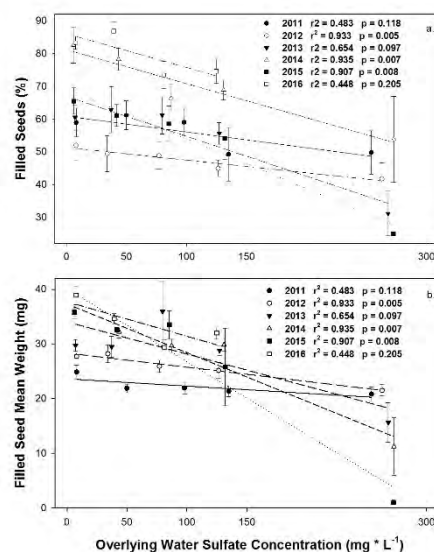 ● 2011 r2 = 0.483 p = 0.118
○ 2012 r² = 0.933 p = 0.005
▼ 2013 r2 = 0.654 p = 0.097
△ 2014 r2 = 0.935 p = 0.007
■ 2015 r2 = 0.907 p = 0.008
□ 2016 r2 = 0.448 p = 0.205
a.
90
80
70
60
50
40
30
Filled Seeds (%)
0 50 100 150 300
● 2011 r² = 0.483 p = 0.118
○ 2012 r² = 0.933 p = 0.005
▼ 2013 r² = 0.654 p = 0.097
△ 2014 r² = 0.935 p = 0.007
■ 2015 r² = 0.907 p = 0.008
□ 2016 r² = 0.448 p = 0.205
b.
40
30
20
10
0
Filled Seed Mean Weight (mg)
0 50 100 150 300
Overlying Water Sulfate Concentration (mg * L⁻¹)